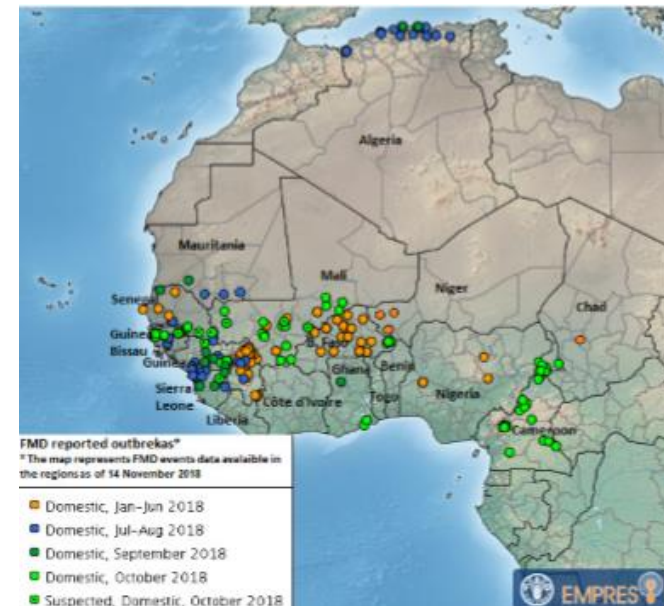 Algeria
Mauritania
Mali
Niger
Chad
Senegal
Guinea
Bissau
B. Faso
Guinea
Ghana
Benin
Sierra
Leone
Côte d'Ivoire
Togo
Nigeria
Liberia
Cameroon
FMD reported outbrekas*
* The map represents FMD events data avalaible in
the regions as of 14 November 2018
Domestic, Jan-Jun 2018
Domestic, Jul-Aug 2018
Domestic, September 2018
Domestic, October 2018
Suspected, Domestic, October 2018
EMPRES